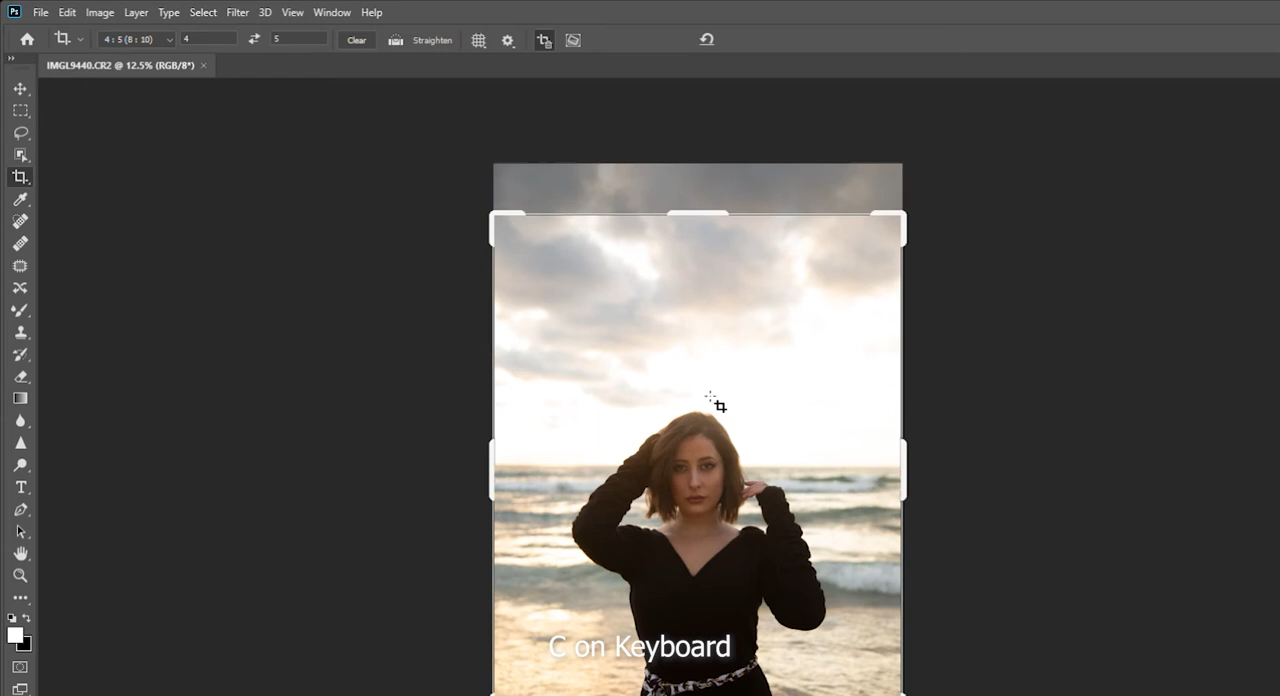 Ps File Edit Image Layer Type Select Filter 3D View Window Help
4 : 5 (8 : 10) 4 5 Clear Straighten
IMGL9440.CR2 @ 12.5% (RGB/8*) ×
T
C on Keyboard